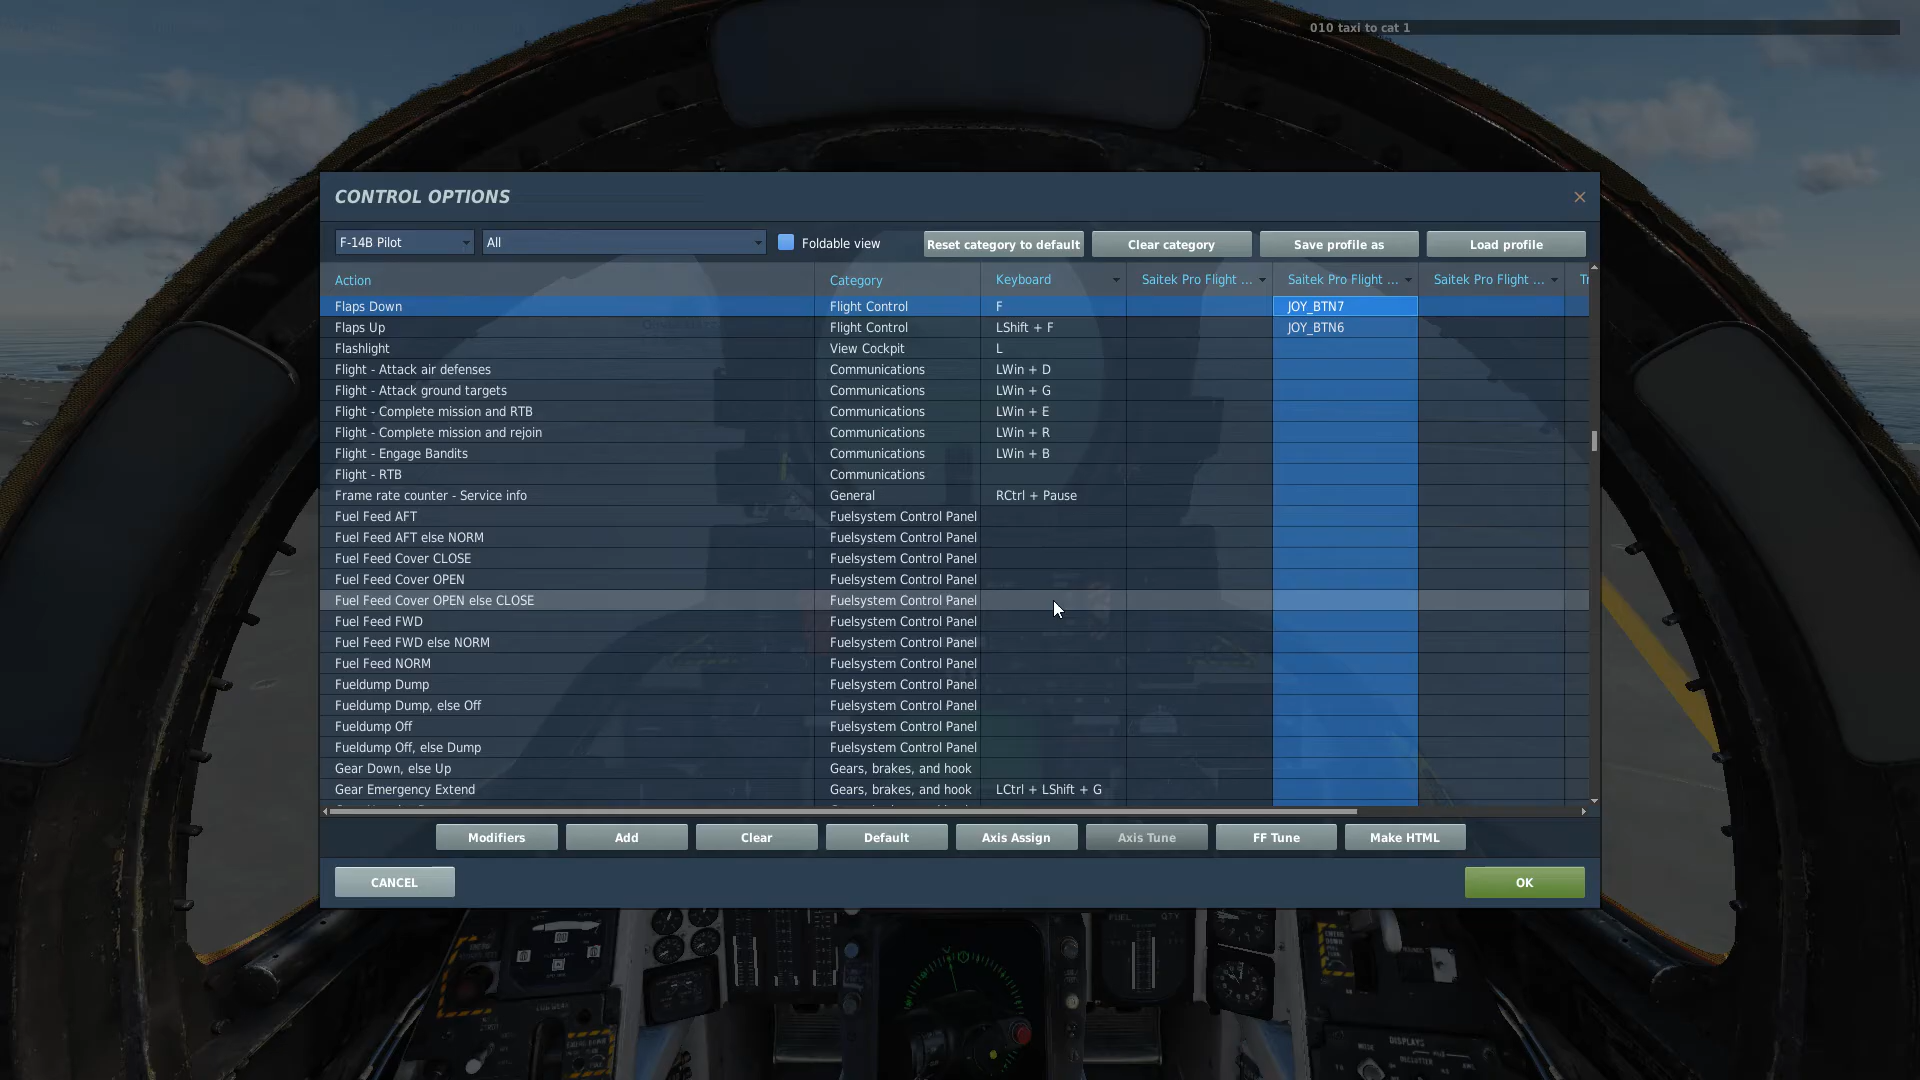 010 taxi to cat 1
CONTROL OPTIONS
F-14B Pilot All Foldable view Reset category to default Clear category Save profile as Load profile
Action Category Keyboard Saitek Pro Flight ... Saitek Pro Flight ... Saitek Pro Flight ... Tr
Flaps Down Flight Control F JOY_BTN7
Flaps Up Flight Control LShift + F JOY_BTN6
Flashlight View Cockpit L
Flight - Attack air defenses Communications LWin + D
Flight - Attack ground targets Communications LWin + G
Flight - Complete mission and RTB Communications LWin + E
Flight - Complete mission and rejoin Communications LWin + R
Flight - Engage Bandits Communications LWin + B
Flight - RTB Communications
Frame rate counter - Service info General RCtrl + Pause
Fuel Feed AFT Fuelsystem Control Panel
Fuel Feed AFT else NORM Fuelsystem Control Panel
Fuel Feed Cover CLOSE Fuelsystem Control Panel
Fuel Feed Cover OPEN Fuelsystem Control Panel
Fuel Feed Cover OPEN else CLOSE Fuelsystem Control Panel
Fuel Feed FWD Fuelsystem Control Panel
Fuel Feed FWD else NORM Fuelsystem Control Panel
Fuel Feed NORM Fuelsystem Control Panel
Fueldump Dump Fuelsystem Control Panel
Fueldump Dump, else Off Fuelsystem Control Panel
Fueldump Off Fuelsystem Control Panel
Fueldump Off, else Dump Fuelsystem Control Panel
Gear Down, else Up Gears, brakes, and hook
Gear Emergency Extend Gears, brakes, and hook LCtrl + LShift + G
Modifiers Add Clear Default Axis Assign Axis Tune FF Tune Make HTML
CANCEL OK
FUEL QTY
DISPLAYS
MODE